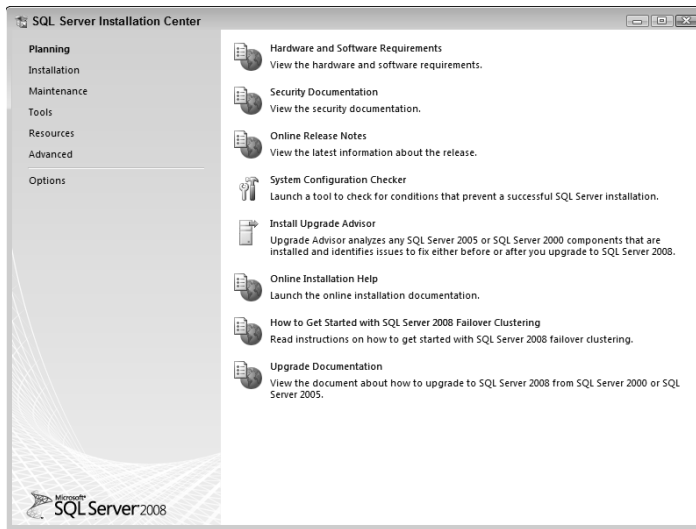 SQL Server Installation Center
Planning
Installation
Maintenance
Tools
Resources
Advanced
Options
Hardware and Software Requirements
View the hardware and software requirements.
Security Documentation
View the security documentation.
Online Release Notes
View the latest information about the release.
System Configuration Checker
Launch a tool to check for conditions that prevent a successful SQL Server installation.
Install Upgrade Advisor
Upgrade Advisor analyzes any SQL Server 2005 or SQL Server 2000 components that are
installed and identifies issues to fix either before or after you upgrade to SQL Server 2008.
Online Installation Help
Launch the online installation documentation.
How to Get Started with SQL Server 2008 Failover Clustering
Read instructions on how to get started with SQL Server 2008 failover clustering.
Upgrade Documentation
View the document about how to upgrade to SQL Server 2008 from SQL Server 2000 or SQL
Server 2005.
Microsoft
SQL Server 2008